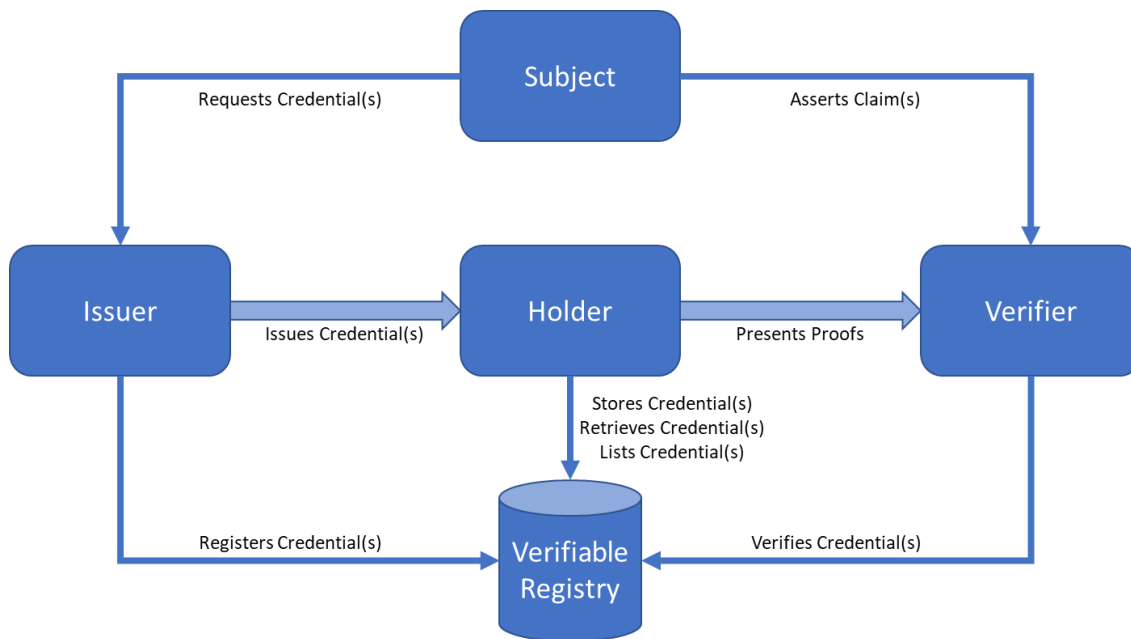 Subject
Requests Credential(s)
Asserts Claim(s)
Issuer
Holder
Verifier
Issues Credential(s)
Presents Proofs
Stores Credential(s)
Retrieves Credential(s)
Lists Credential(s)
Registers Credential(s)
Verifies Credential(s)
Verifiable
Registry